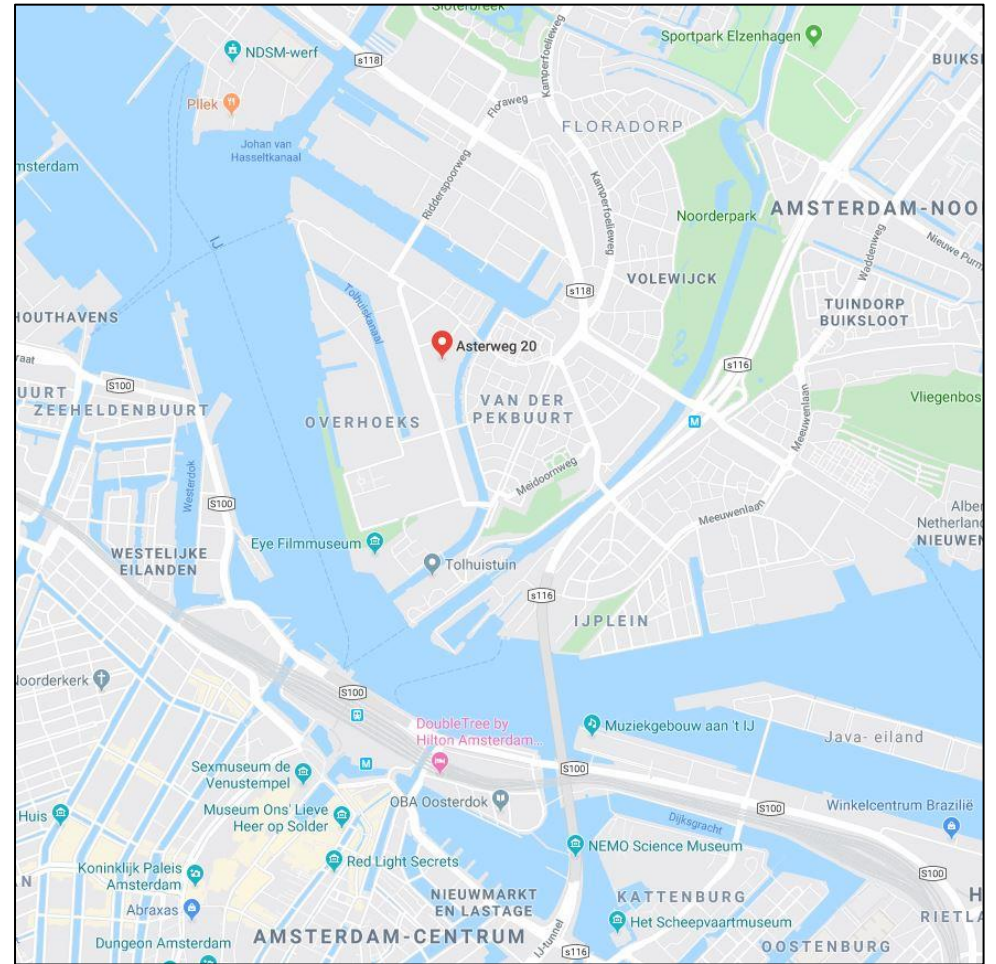 Sloterbreek
NDSM-werf
s118
Sportpark Elzenhagen
BUIKSL
Pllek
Floraweg
Kamperfoelieweg
FLORADORP
Johan van
Hasseltkanaal
msterdam
Ridderspoorweg
Kamperfoelieweg
Noorderpark
AMSTERDAM-NOO
Nieuwe Purm
Waddenweg
IJ
VOLEWIJCK
s118
Tolhuiskanaal
TUINDORP
BUIKSLOOT
HOUTHAVENS
Asterweg 20
raat
S100
s116
UURT
ZEEHELDENBUURT
OVERHOEKS
VAN DER
PEKBUURT
Vliegenbos
M
Meeuwenlaan
Westerdok
Meidoornweg
S100
Meeuwenlaan
Alber
Netherland
NIEUWEN
Eye Filmmuseum
WESTELIJKE
EILANDEN
Tolhuistuin
s116
IJPLEIN
Noorderkerk
S100
DoubleTree by
Hilton Amsterdam...
Muziekgebouw aan 't IJ
Java- eiland
M
Sexmuseum de
Venustempel
S100
OBA Oosterdok
S100
Winkelcentrum Brazilië
Huis
Museum Ons' Lieve
Heer op Solder
Dijksgracht
NEMO Science Museum
Red Light Secrets
Koninklijk Paleis
Amsterdam
S100
AN
NIEUWMARKT
EN LASTAGE
KATTENBURG
H
RIETLA
Abraxas
Het Scheepvaartmuseum
AMSTERDAM-CENTRUM
Dungeon Amsterdam
IJ-tunnel
s116
OOSTENBURG